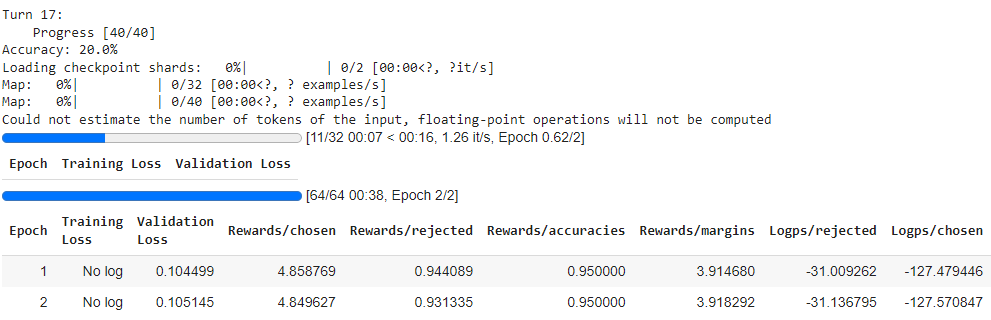 Turn 17:
Progress [40/40]
Accuracy: 20.0%
Loading checkpoint shards:   0%|          | 0/2 [00:00<?, ?it/s]
Map:   0%|          | 0/32 [00:00<?, ? examples/s]
Map:   0%|          | 0/40 [00:00<?, ? examples/s]
Could not estimate the number of tokens of the input, floating-point operations will not be computed
[11/32 00:07 < 00:16, 1.26 it/s, Epoch 0.62/2]
Epoch Training Loss Validation Loss
[64/64 00:38, Epoch 2/2]
Epoch Training Loss Validation Loss Rewards/chosen Rewards/rejected Rewards/accuracies Rewards/margins Logps/rejected Logps/chosen
1 No log 0.104499 4.858769 0.944089 0.950000 3.914680 -31.009262 -127.479446
2 No log 0.105145 4.849627 0.931335 0.950000 3.918292 -31.136795 -127.570847